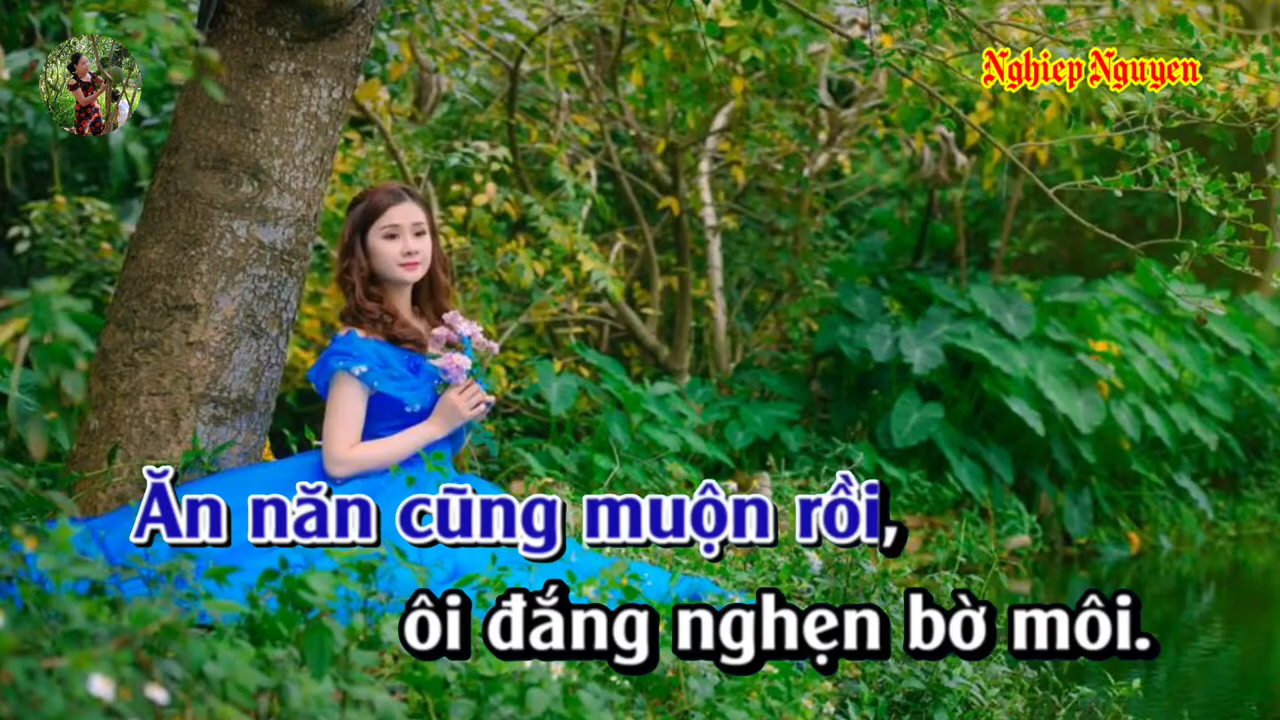 Nghiep Nguyen
Ăn năn cũng muộn rồi,
ôi đắng nghẹn bờ môi.